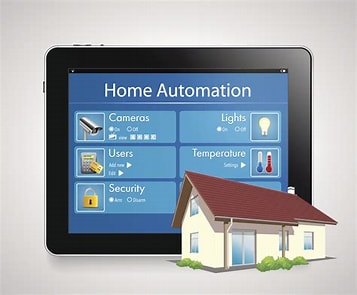 Home Automation
Cameras
On Off
view
Users
Add new
Edit
Security
Arm Disarm
Lights
On Off
Temperature
Settings